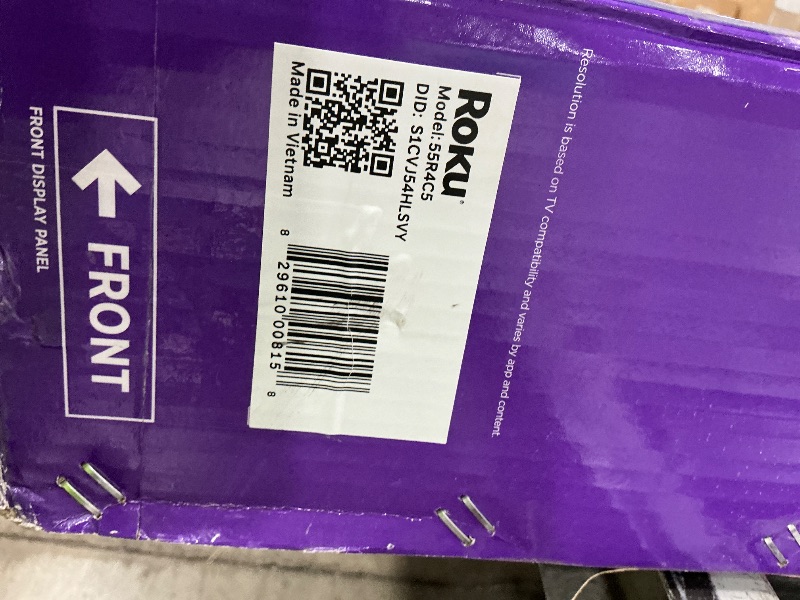 Resolution is based on TV compatibility and varies by app and content.
Roku®
Model: 55R4C5
DID: S1CVJ54HLSVY
Made in Vietnam
8 29610 00815 8
FRONT
FRONT DISPLAY PANEL